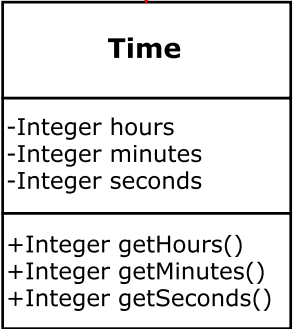 Time
-Integer hours
-Integer minutes
-Integer seconds
+Integer getHours()
+Integer getMinutes()
+Integer getSeconds()